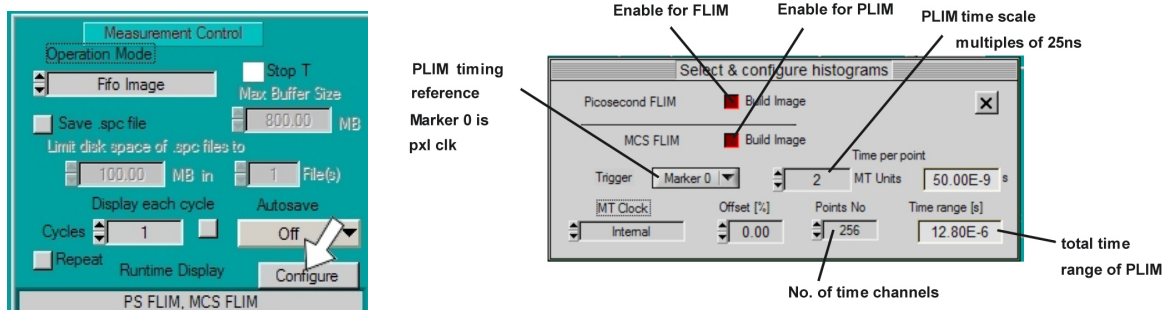 Measurement Control
Operation Mode
Fifo Image
Stop T
Max Buffer Size
Save .spc file
800.00 MB
Limit disk space of .spc files to
100.00 MB in 1 File(s)
Display each cycle
Autosave
Cycles 1
Off
Repeat
Runtime Display
Configure
PS FLIM, MCS FLIM
Enable for FLIM
Enable for PLIM
PLIM time scale
multiples of 25ns
PLIM timing
reference
Marker 0 is
pxl clk
Select & configure histograms
Picosecond FLIM Build Image
MCS FLIM Build Image
Time per point
Trigger Marker 0 2 MT Units 50.00E-9 s
MT Clock Offset [%] Points No Time range [s]
Internal 0.00 256 12.80E-6
total time
range of PLIM
No. of time channels